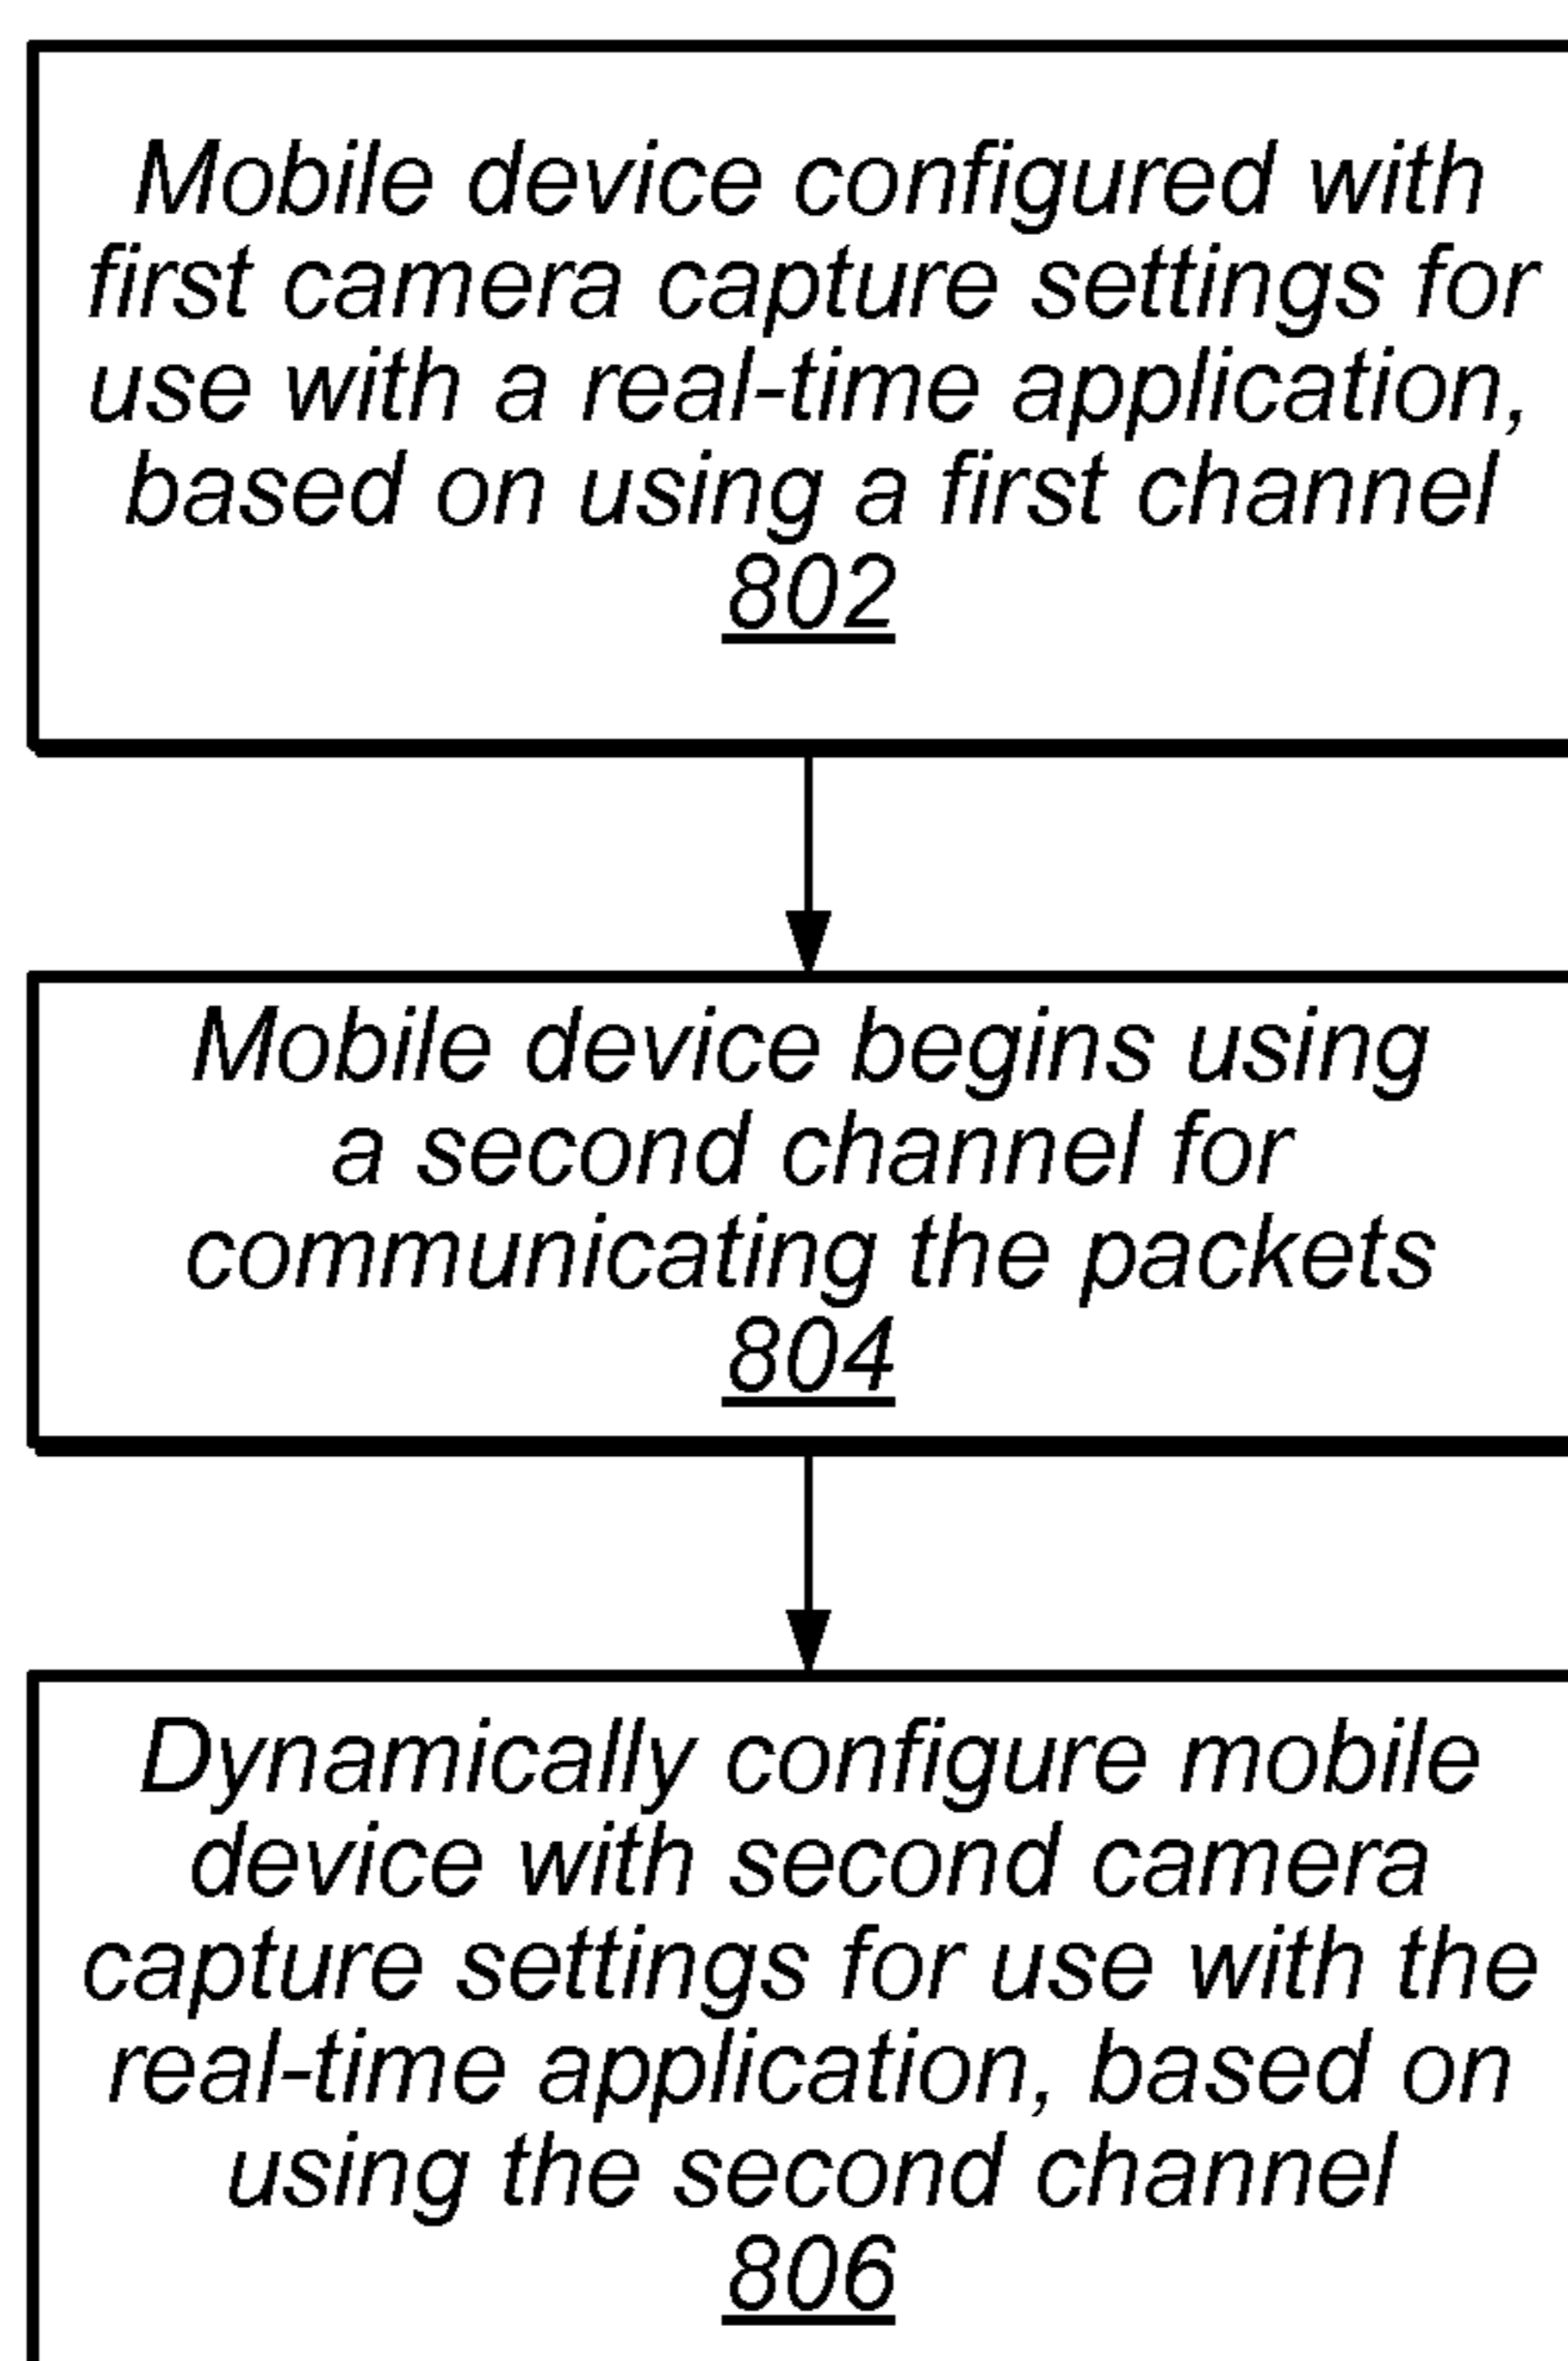 Mobile device configured with
first camera capture settings for
use with a real-time application,
based on using a first channel
802
Mobile device begins using
a second channel for
communicating the packets
804
Dynamically configure mobile
device with second camera
capture settings for use with the
real-time application, based on
using the second channel
806